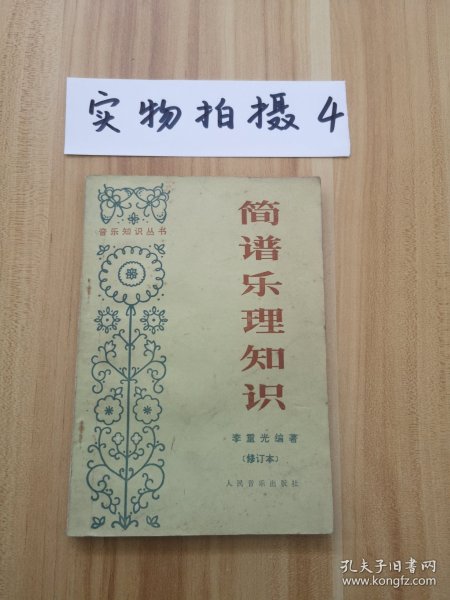 实物拍摄4
音乐知识丛书
简谱乐理知识
李重光编著
（修订本）
人民音乐出版社
孔夫子旧书网
www.kongfz.com